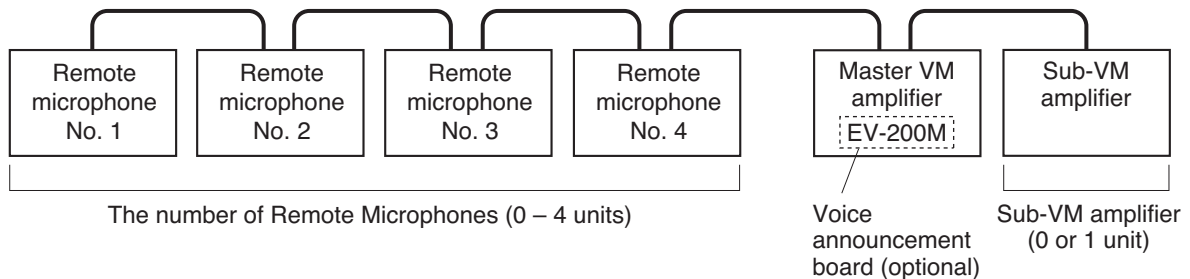 Remote
microphone
No. 1
Remote
microphone
No. 2
Remote
microphone
No. 3
Remote
microphone
No. 4
Master VM
amplifier
EV-200M
Sub-VM
amplifier
The number of Remote Microphones (0 – 4 units)
Voice
announcement
board (optional)
Sub-VM amplifier
(0 or 1 unit)